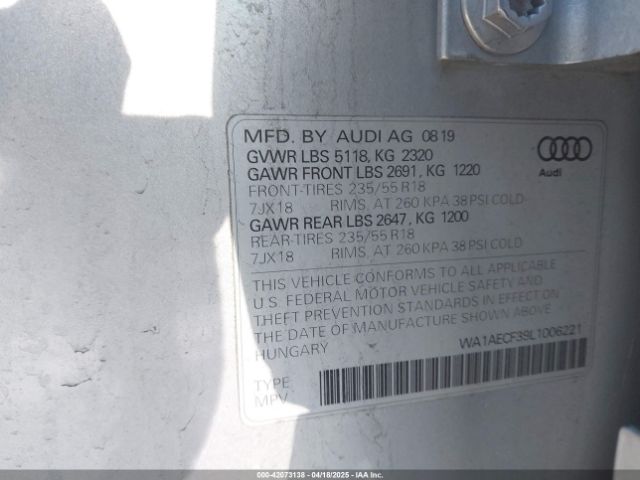 MFD. BY AUDI AG 08 19
GVWR LBS 5118, KG 2320
GAWR FRONT LBS 2691, KG 1220
FRONT-TIRES 235/55 R18
7JX18 RIMS, AT 260 KPA 38 PSI COLD
GAWR REAR LBS 2647, KG 1200
REAR-TIRES 235/55 R18
7JX18 RIMS, AT 260 KPA 38 PSI COLD
Audi
THIS VEHICLE CONFORMS TO ALL APPLICABLE
U.S. FEDERAL MOTOR VEHICLE SAFETY AND
THEFT PREVENTION STANDARDS IN EFFECT ON
THE DATE OF MANUFACTURE SHOWN ABOVE
HUNGARY
WA1AECF39L1006221
TYPE
MPV
000-42073138 - 04/18/2025 - IAA Inc.